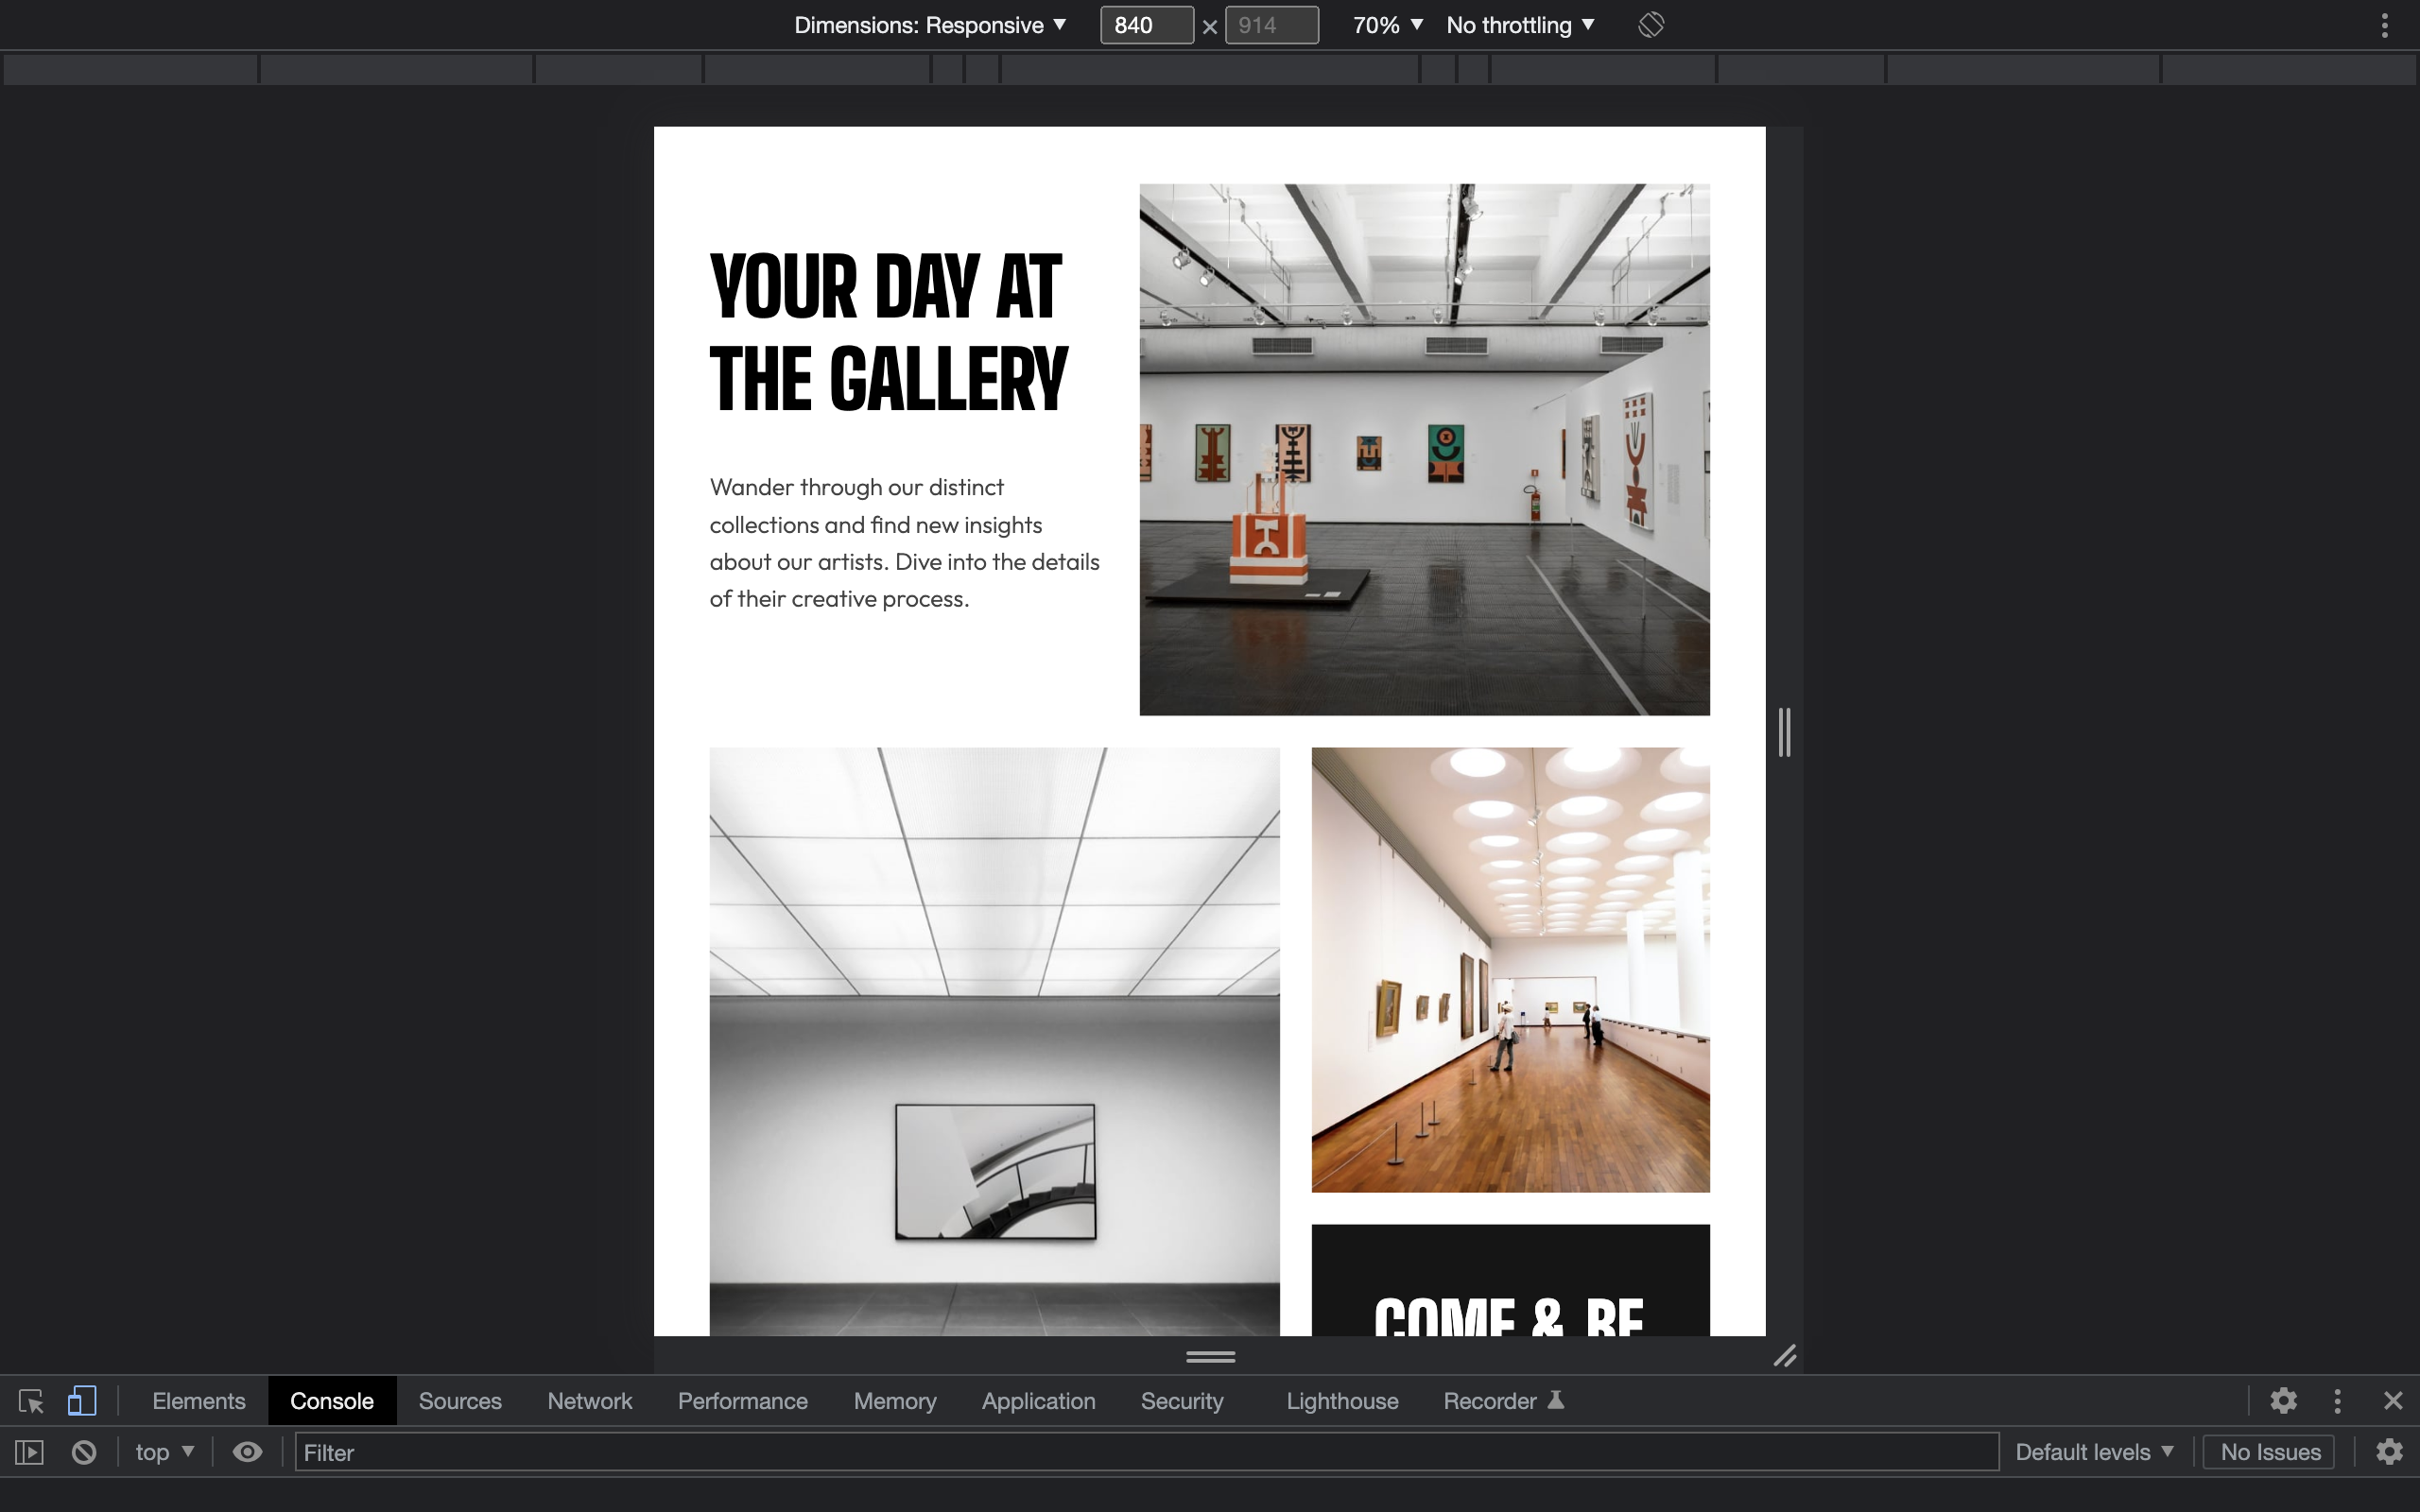 Dimensions: Responsive ▼ 840 × 914 70% ▼ No throttling ▼
YOUR DAY AT
THE GALLERY
Wander through our distinct
collections and find new insights
about our artists. Dive into the details
of their creative process.
COME & BE
Elements Console Sources Network Performance Memory Application Security Lighthouse Recorder
top ▼ Filter Default levels ▼ No Issues